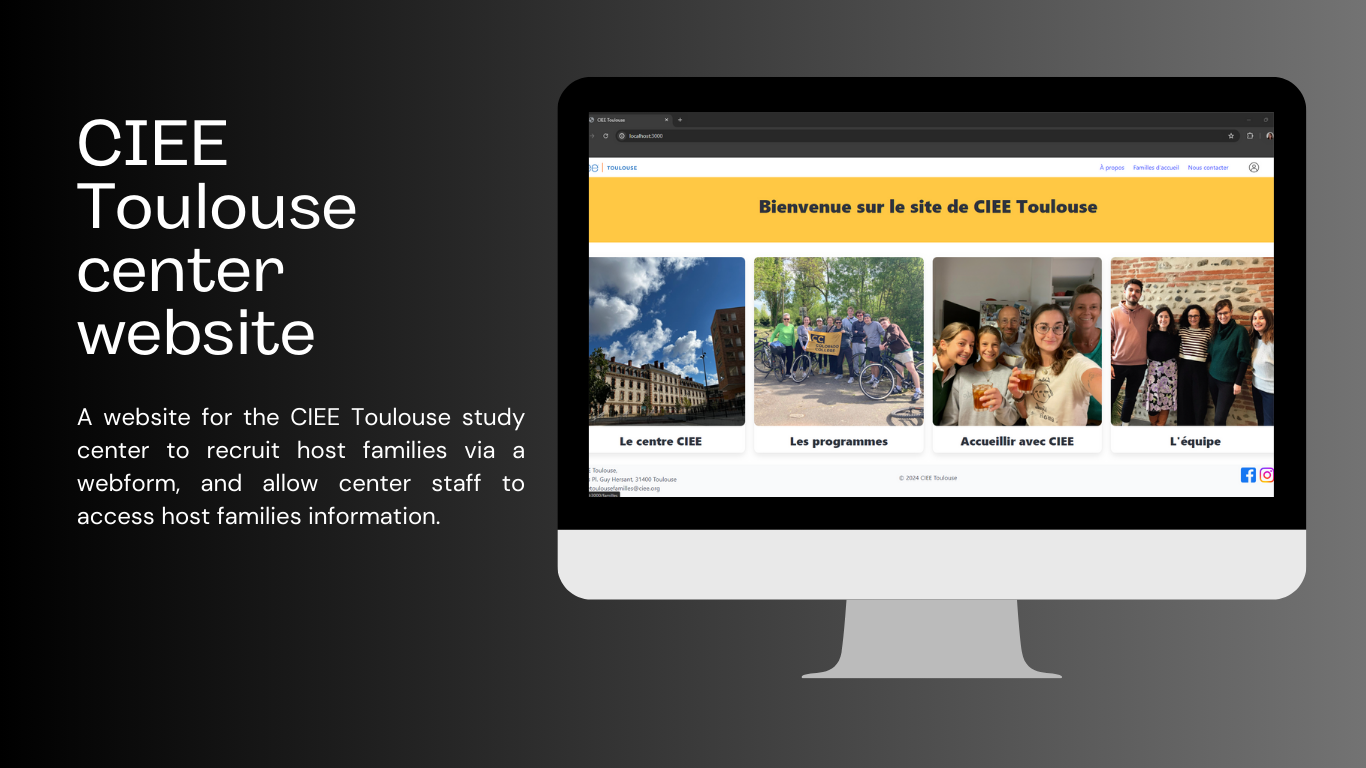 CIEE
Toulouse
center
website
A website for the CIEE Toulouse study
center to recruit host families via a
webform, and allow center staff to
access host families information.
CIEE Toulouse
localhost:3000
TOULOUSE
À propos Familles d'accueil Nous contacter
Bienvenue sur le site de CIEE Toulouse
CC
COLORADO
COLLEGE
Le centre CIEE Les programmes Accueillir avec CIEE L'équipe
Toulouse,
Pl. Guy Hersant, 31400 Toulouse
toulousefamilles@ciee.org
© 2024 CIEE Toulouse